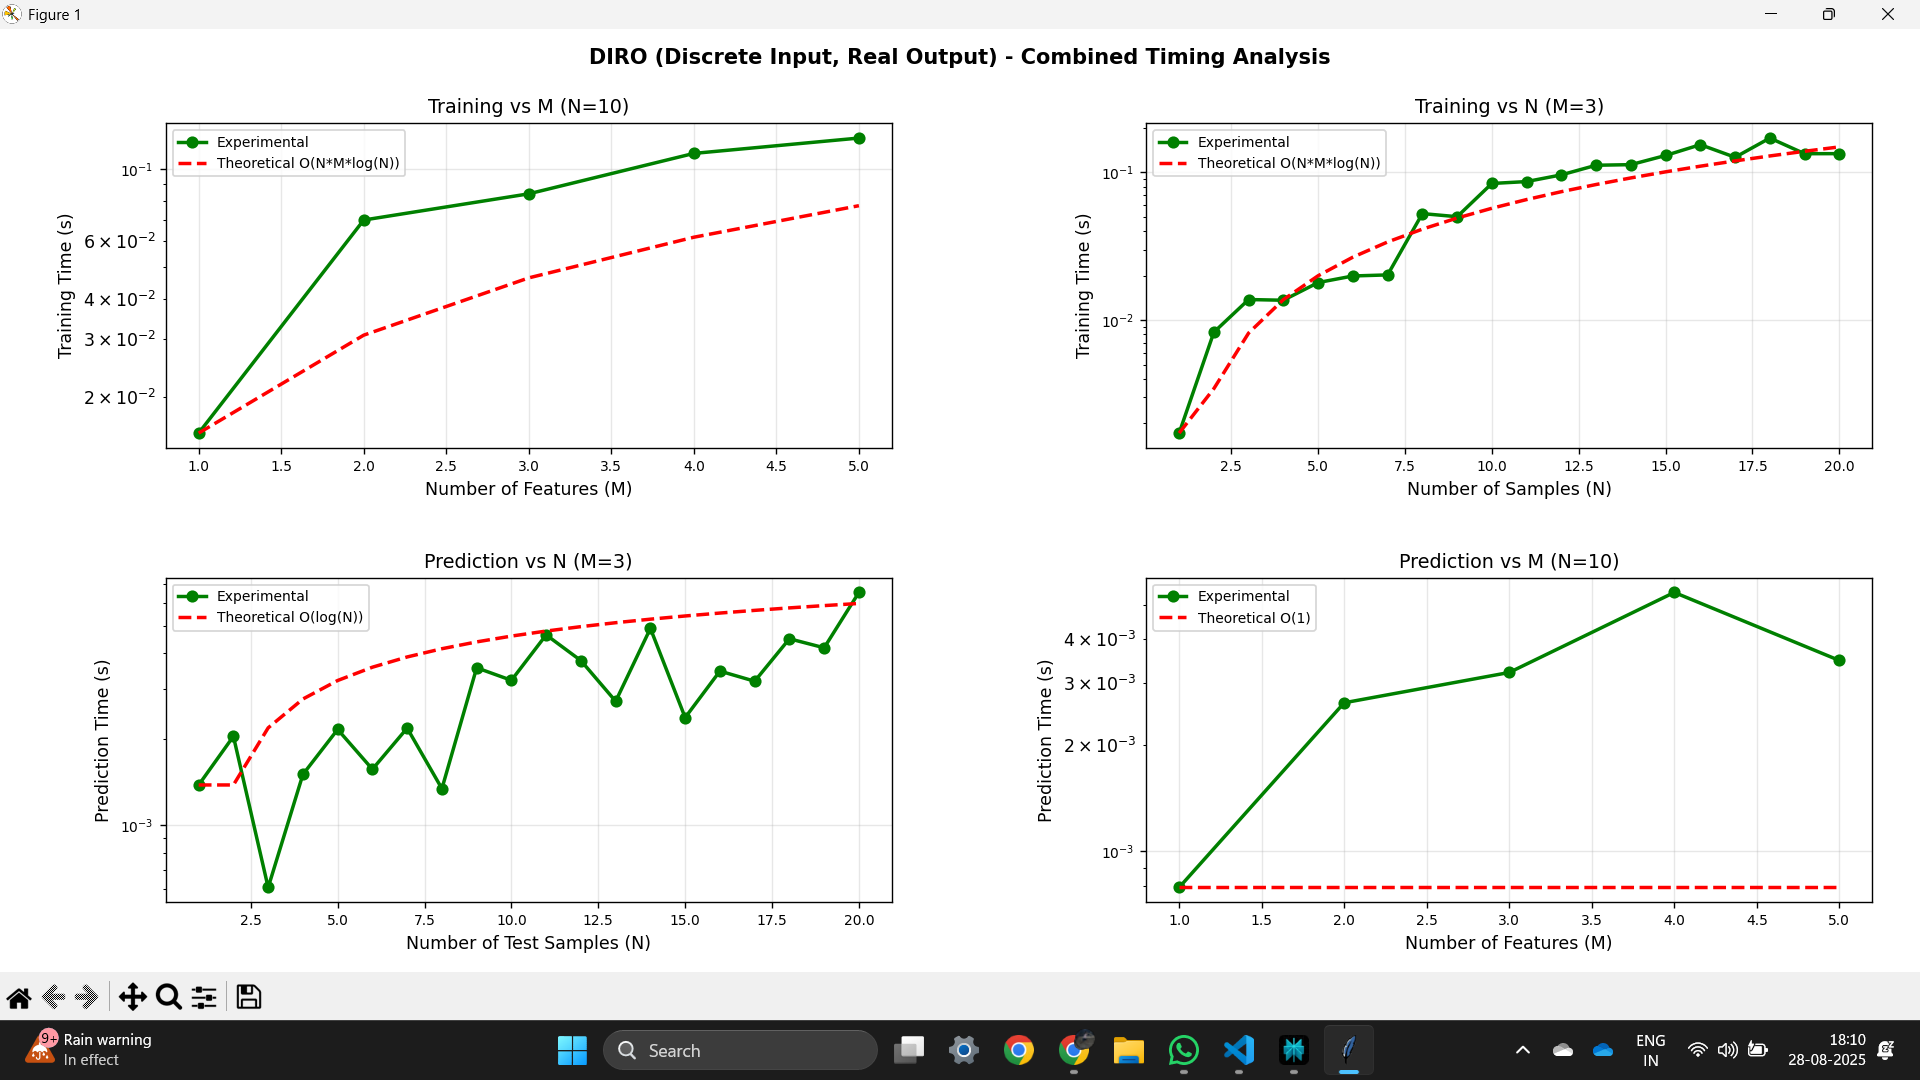 Figure 1
DIRO (Discrete Input, Real Output) - Combined Timing Analysis
Training vs M (N=10)
Experimental
Theoretical O(N*M*log(N))
10⁻¹
6 × 10⁻²
4 × 10⁻²
3 × 10⁻²
2 × 10⁻²
Training Time (s)
1.0 1.5 2.0 2.5 3.0 3.5 4.0 4.5 5.0
Number of Features (M)
Training vs N (M=3)
Experimental
Theoretical O(N*M*log(N))
10⁻¹
10⁻²
Training Time (s)
2.5 5.0 7.5 10.0 12.5 15.0 17.5 20.0
Number of Samples (N)
Prediction vs N (M=3)
Experimental
Theoretical O(log(N))
10⁻³
Prediction Time (s)
2.5 5.0 7.5 10.0 12.5 15.0 17.5 20.0
Number of Test Samples (N)
Prediction vs M (N=10)
Experimental
Theoretical O(1)
4 × 10⁻³
3 × 10⁻³
2 × 10⁻³
10⁻³
Prediction Time (s)
1.0 1.5 2.0 2.5 3.0 3.5 4.0 4.5 5.0
Number of Features (M)
9+
Rain warning
In effect
Search
ENG
IN
18:10
28-08-2025